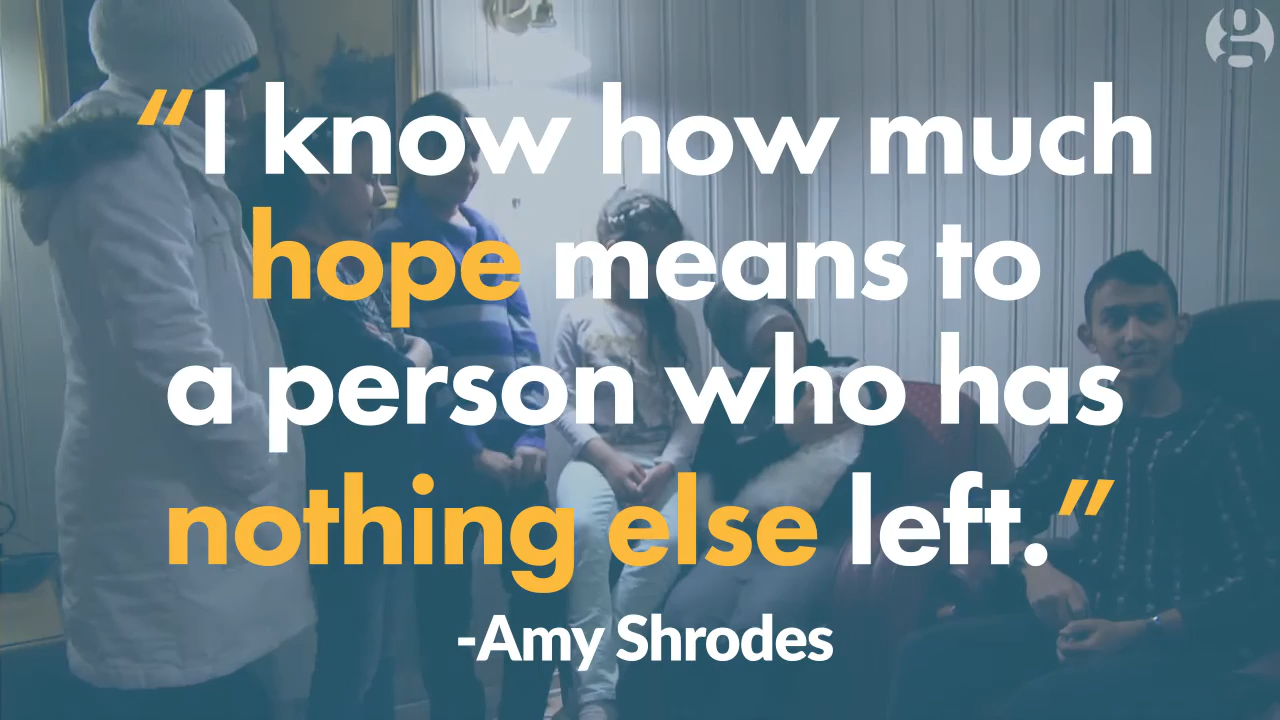 “I know how much
hope means to
a person who has
nothing else left.”
-Amy Shrodes